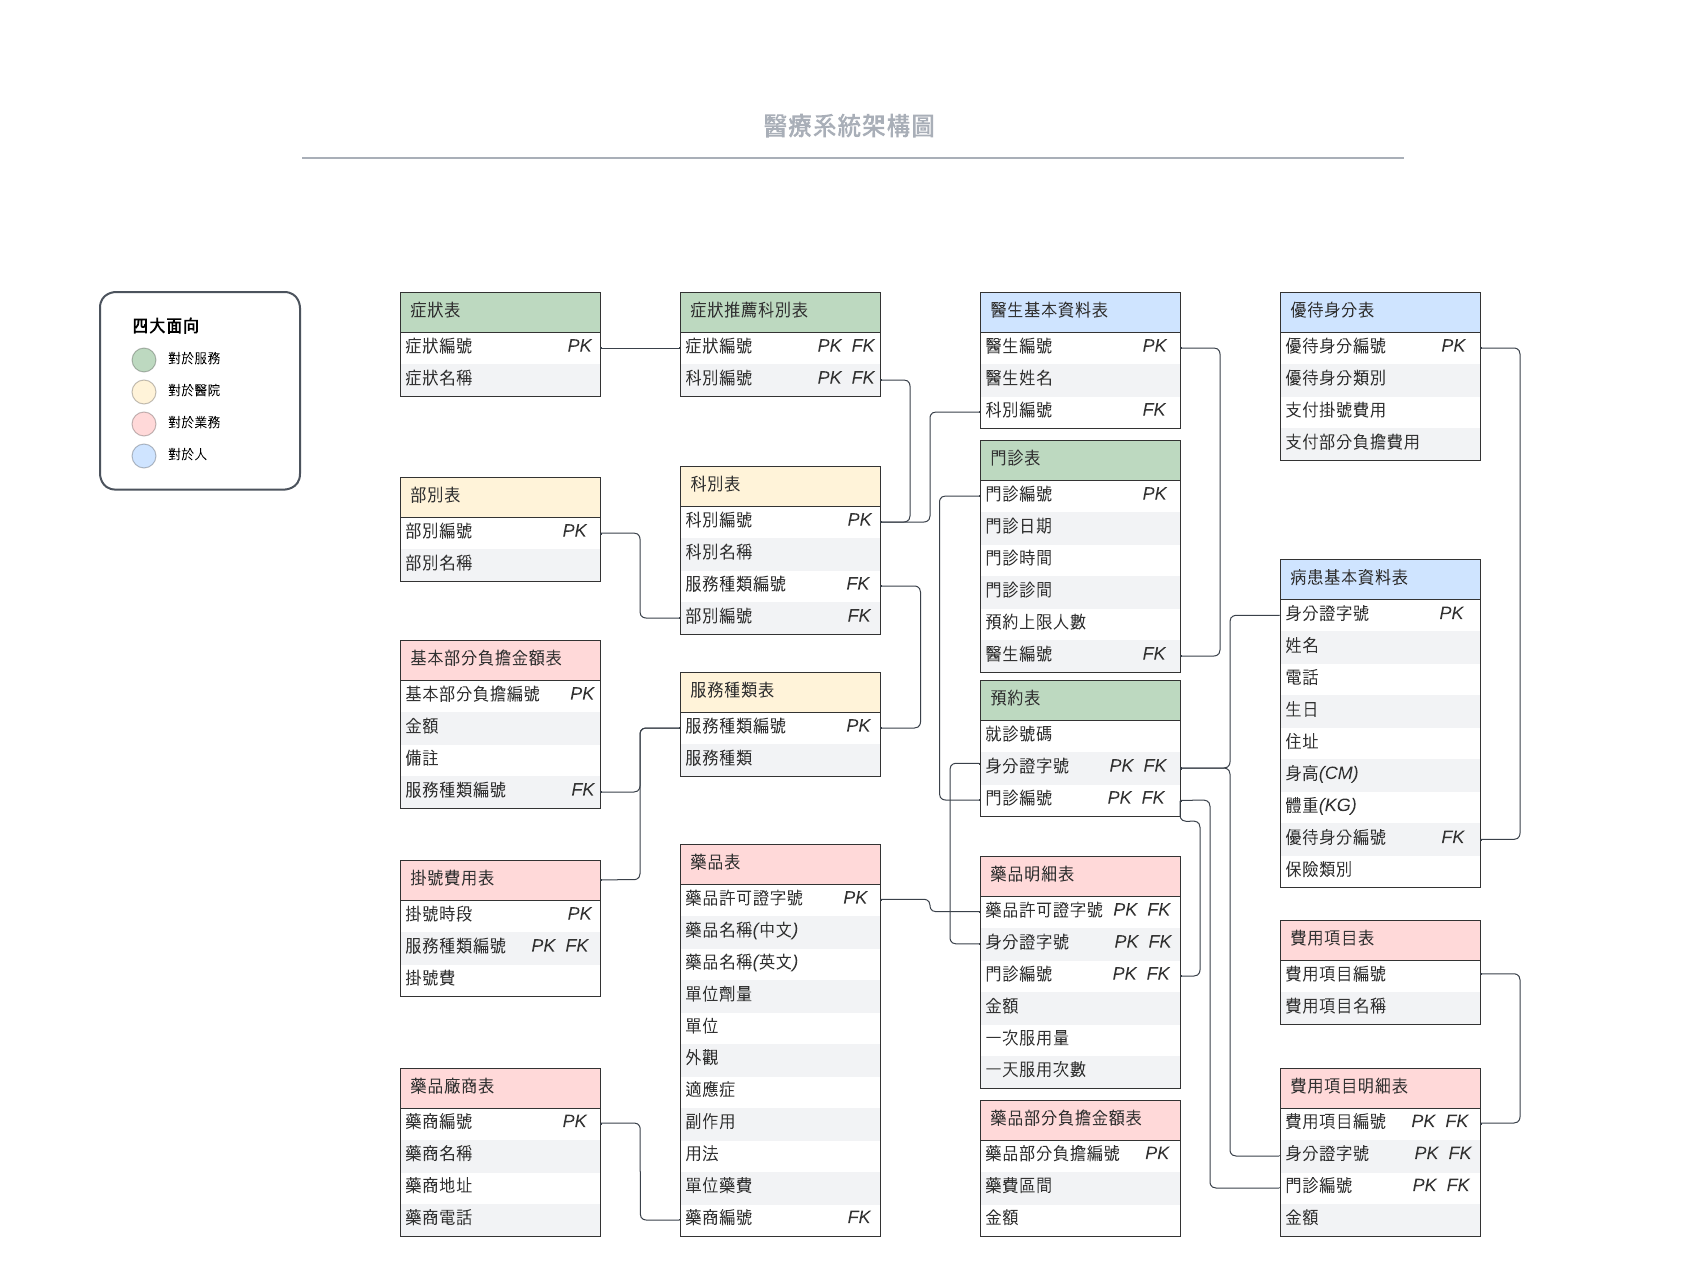 醫療系統架構圖
四大面向
對於服務
對於醫院
對於業務
對於人
症狀表
症狀編號 PK
症狀名稱
部別表
部別編號 PK
部別名稱
基本部分負擔金額表
基本部分負擔編號 PK
金額
備註
服務種類編號 FK
掛號費用表
掛號時段 PK
服務種類編號 PK FK
掛號費
藥品廠商表
藥商編號 PK
藥商名稱
藥商地址
藥商電話
症狀推薦科別表
症狀編號 PK FK
科別編號 PK FK
科別表
科別編號 PK
科別名稱
服務種類編號 FK
部別編號 FK
服務種類表
服務種類編號 PK
服務種類
藥品表
藥品許可證字號 PK
藥品名稱(中文)
藥品名稱(英文)
單位劑量
單位
外觀
適應症
副作用
用法
單位藥費
藥商編號 FK
醫生基本資料表
醫生編號 PK
醫生姓名
科別編號 FK
門診表
門診編號 PK
門診日期
門診時間
門診診間
預約上限人數
醫生編號 FK
預約表
就診號碼
身分證字號 PK FK
門診編號 PK FK
藥品明細表
藥品許可證字號 PK FK
身分證字號 PK FK
門診編號 PK FK
金額
一次服用量
一天服用次數
藥品部分負擔金額表
藥品部分負擔編號 PK
藥費區間
金額
優待身分表
優待身分編號 PK
優待身分類別
支付掛號費用
支付部分負擔費用
病患基本資料表
身分證字號 PK
姓名
電話
生日
住址
身高(CM)
體重(KG)
優待身分編號 FK
保險類別
費用項目表
費用項目編號
費用項目名稱
費用項目明細表
費用項目編號 PK FK
身分證字號 PK FK
門診編號 PK FK
金額